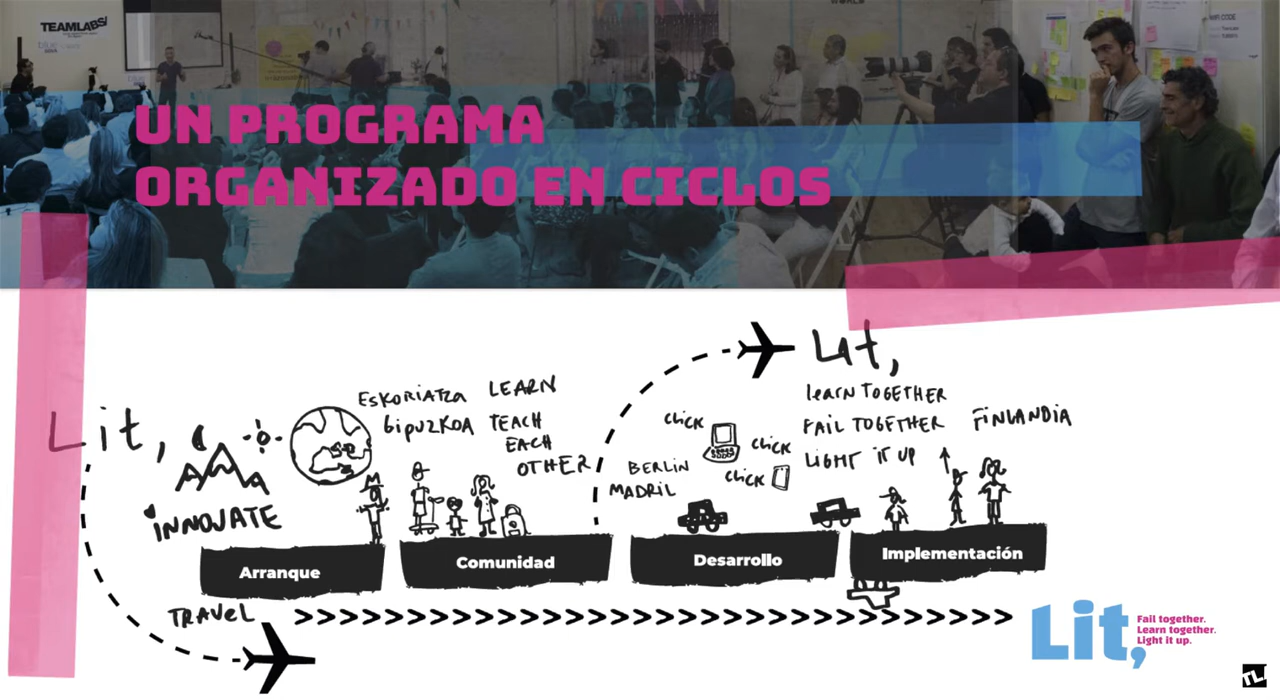 TEAMLABS/
UN PROGRAMA
ORGANIZADO EN CICLOS
Lit,
INNOVATE
ESKORIATZA
GIPUZKOA
LEARN
TEACH
EACH
OTHER
BERLIN
MADRIL
CLICK
CLICK
CLICK
Lit,
LEARN TOGETHER
FAIL TOGETHER
LIGHT IT UP
FINLANDIA
Arranque
Comunidad
Desarrollo
Implementación
TRAVEL
>>>>>>>>>>>>>>>>>>>>>>>>>>>>>>>>>>>>>>>>
Lit,
Fail together.
Learn together.
Light it up.
TL